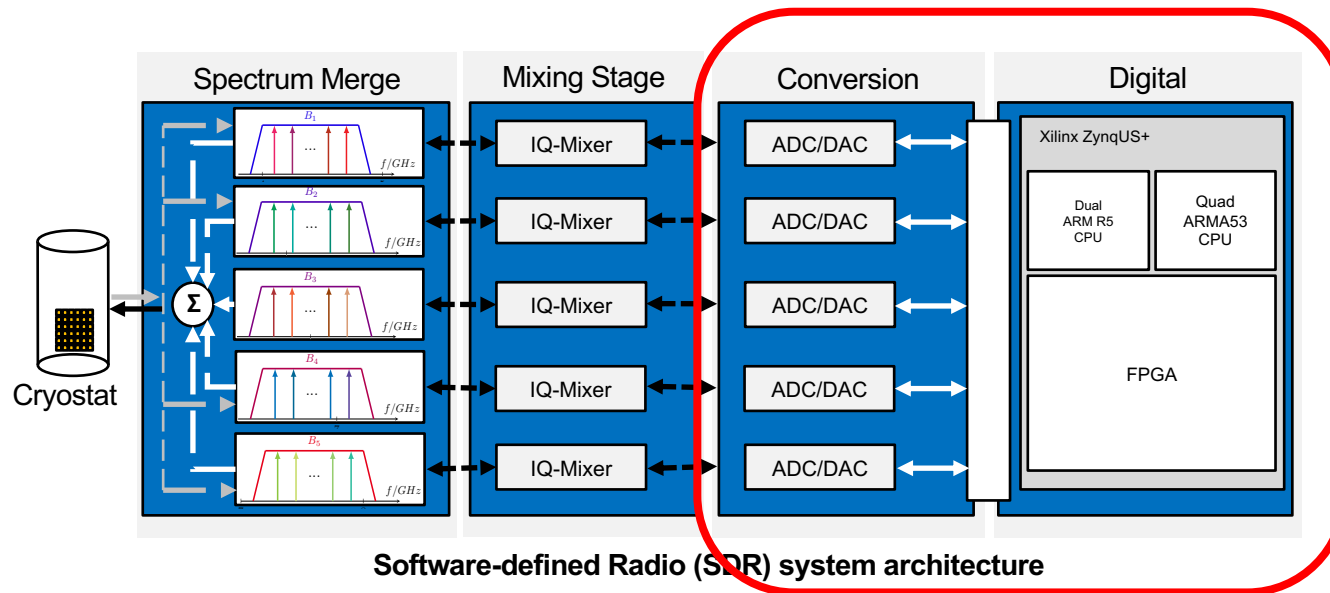 Spectrum Merge
Mixing Stage
Conversion
Digital
B₁
...
f/GHz
B₂
...
f/GHz
B₃
...
f/GHz
B₄
...
f/GHz
B₅
...
f/GHz
Σ
Cryostat
IQ-Mixer
IQ-Mixer
IQ-Mixer
IQ-Mixer
IQ-Mixer
ADC/DAC
ADC/DAC
ADC/DAC
ADC/DAC
ADC/DAC
Xilinx ZynqUS+
Dual
ARM R5
CPU
Quad
ARMA53
CPU
FPGA
Software-defined Radio (SDR) system architecture